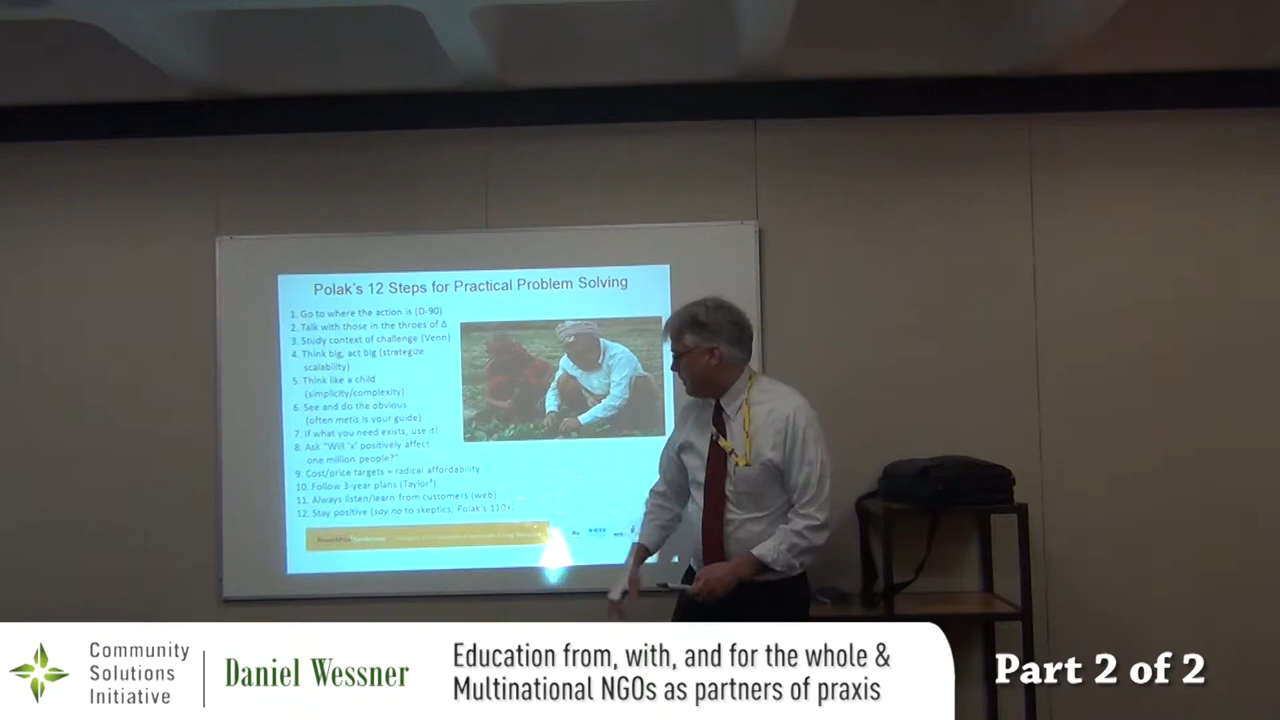 Polak's 12 Steps for Practical Problem Solving
1. Go to where the action is (D-90)
2. Talk with those in the throes of Δ
3. Study context of challenge (Venn)
4. Think big, act big (strategize
scalability)
5. Think like a child
(simplicity/complexity)
6. See and do the obvious
(often metis is your guide)
7. If what you need exists, use it!
8. Ask "Will 'x' positively affect
one million people?"
9. Cost/price targets = radical affordability
10. Follow 3-year plans (Taylor³)
11. Always listen/learn from customers (web)
12. Stay positive (say no to skeptics; Polak's 110+)
IEEE
Community
Solutions
Initiative
Daniel Wessner
Education from, with, and for the whole &
Multinational NGOs as partners of praxis
Part 2 of 2